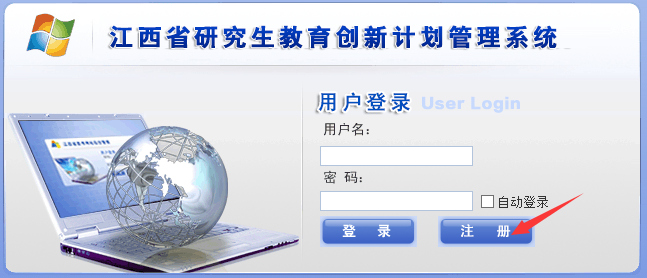 江西省研究生教育创新计划管理系统
用户登录 User Login
用户名:
密 码:
自动登录
登 录 注 册